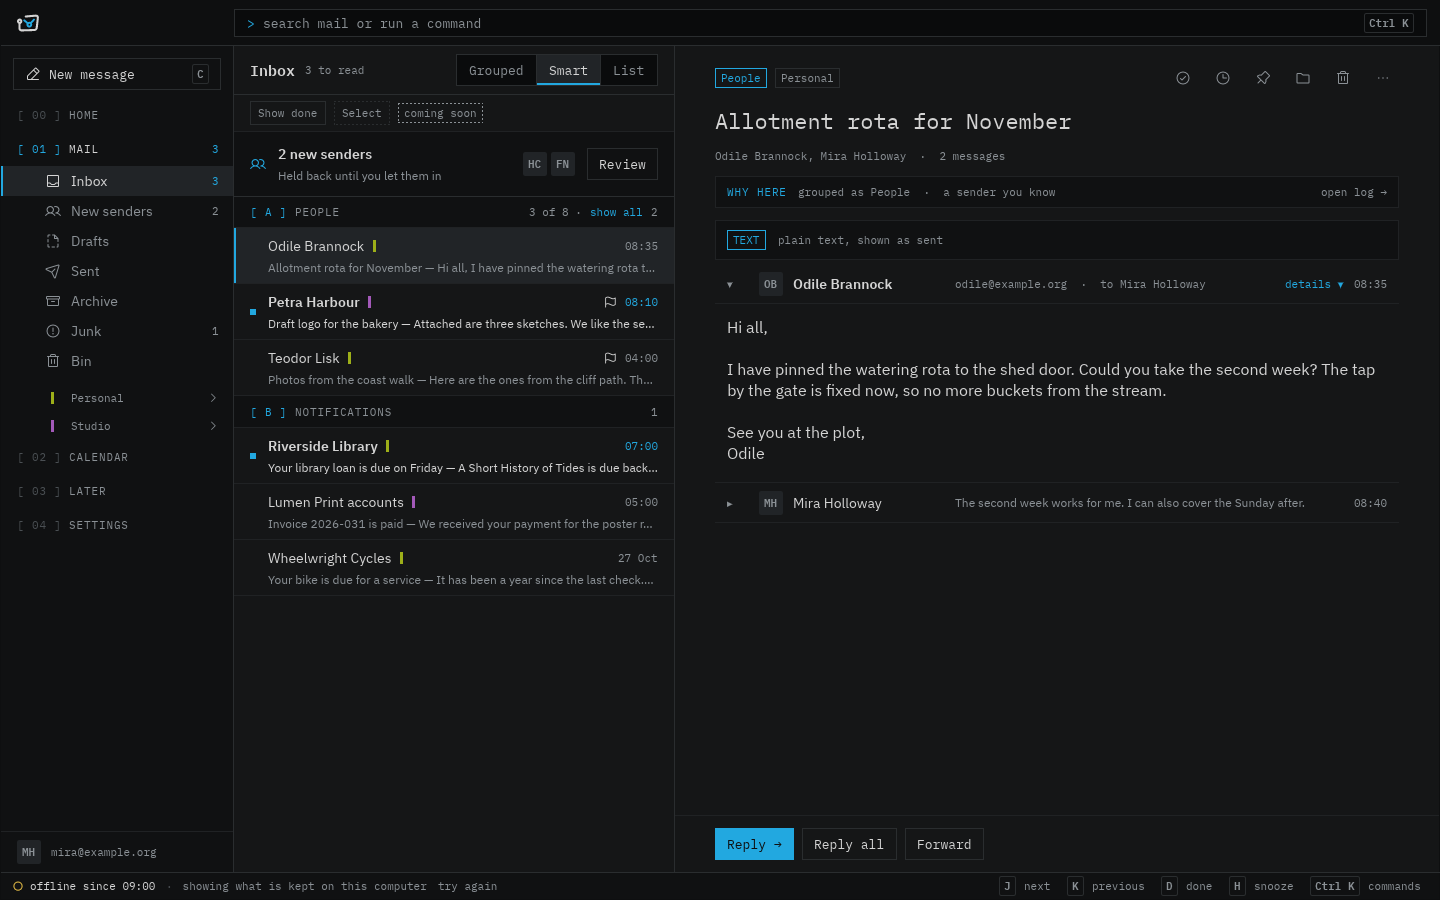 > search mail or run a command Ctrl K
New message C
[ 00 ] HOME
[ 01 ] MAIL 3
Inbox 3
New senders 2
Drafts
Sent
Archive
Junk 1
Bin
Personal
Studio
[ 02 ] CALENDAR
[ 03 ] LATER
[ 04 ] SETTINGS
MH mira@example.org
Inbox 3 to read Grouped Smart List
Show done Select coming soon
2 new senders
Held back until you let them in
HC FN Review
[ A ] PEOPLE 3 of 8 · show all 2
Odile Brannock 08:35
Allotment rota for November — Hi all, I have pinned the watering rota t…
Petra Harbour 08:10
Draft logo for the bakery — Attached are three sketches. We like the se…
Teodor Lisk 04:00
Photos from the coast walk — Here are the ones from the cliff path. Th…
[ B ] NOTIFICATIONS 1
Riverside Library 07:00
Your library loan is due on Friday — A Short History of Tides is due back…
Lumen Print accounts 05:00
Invoice 2026-031 is paid — We received your payment for the poster r…
Wheelwright Cycles 27 Oct
Your bike is due for a service — It has been a year since the last check.…
People Personal
Allotment rota for November
Odile Brannock, Mira Holloway · 2 messages
WHY HERE grouped as People · a sender you know open log →
TEXT plain text, shown as sent
▾ OB Odile Brannock odile@example.org · to Mira Holloway details ▾ 08:35
Hi all,
I have pinned the watering rota to the shed door. Could you take the second week? The tap
by the gate is fixed now, so no more buckets from the stream.
See you at the plot,
Odile
▸ MH Mira Holloway The second week works for me. I can also cover the Sunday after. 08:40
Reply → Reply all Forward
offline since 09:00 · showing what is kept on this computer try again
J next K previous D done H snooze Ctrl K commands